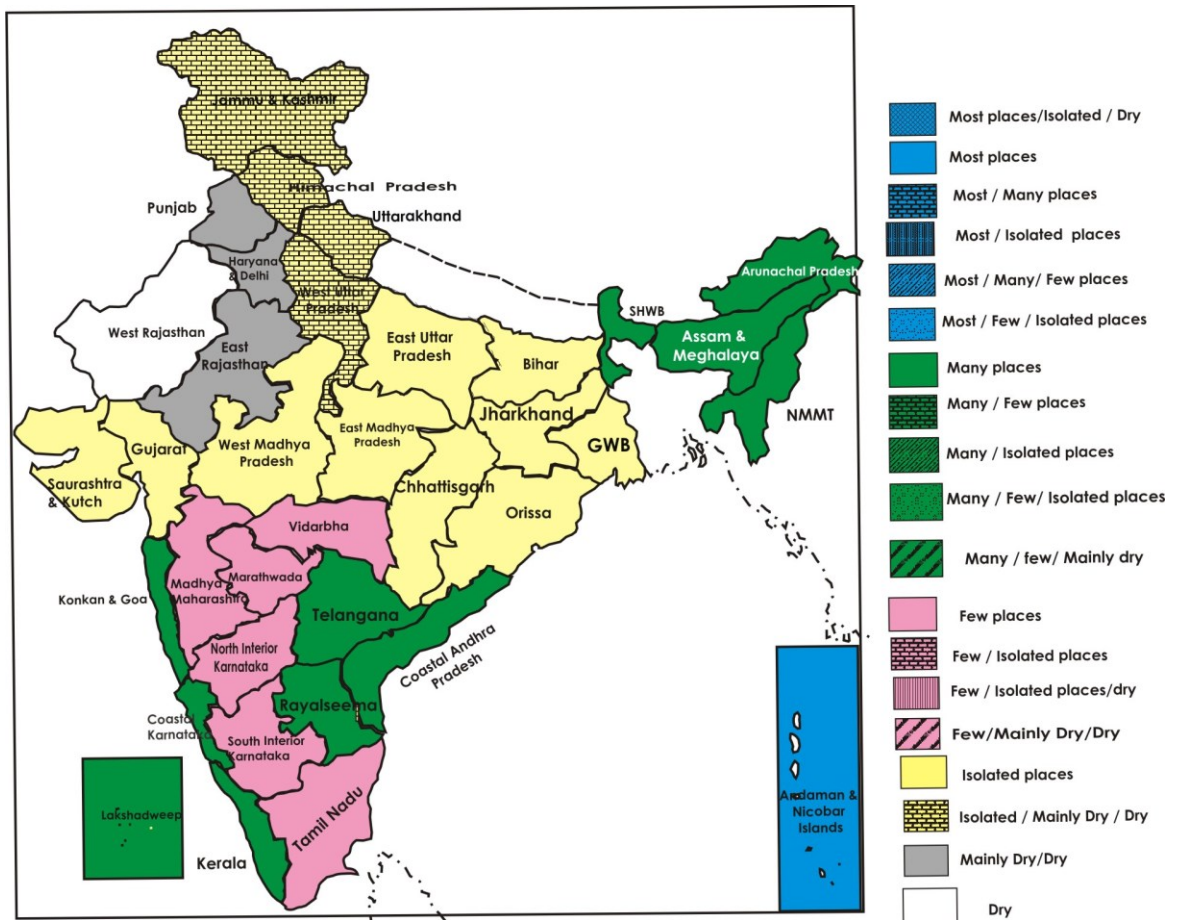 Jammu & Kashmir
Himachal Pradesh
Punjab
Uttarakhand
Haryana
& Delhi
West Uttar
Pradesh
West Rajasthan
East
Rajasthan
East Uttar
Pradesh
Bihar
SHWB
Arunachal Pradesh
Assam &
Meghalaya
NMMT
Jharkhand
GWB
Gujarat
Saurashtra
& Kutch
West Madhya
Pradesh
East Madhya
Pradesh
Chhattisgarh
Orissa
Vidarbha
Marathwada
Madhya
Maharashtra
Konkan & Goa
Telangana
North Interior
Karnataka
Coastal Andhra
Pradesh
Rayalseema
Coastal
Karnataka
South Interior
Karnataka
Tamil Nadu
Kerala
Lakshadweep
Andaman &
Nicobar
Islands
Most places/Isolated / Dry
Most places
Most / Many places
Most / Isolated places
Most / Many/ Few places
Most / Few / Isolated places
Many places
Many / Few places
Many / Isolated places
Many / Few/ Isolated places
Many / few/ Mainly dry
Few places
Few / Isolated places
Few / Isolated places/dry
Few/Mainly Dry/Dry
Isolated places
Isolated / Mainly Dry / Dry
Mainly Dry/Dry
Dry